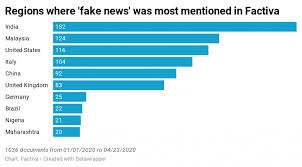 Regions where 'fake news' was most mentioned in Factiva
India 182
Malaysia 124
United States 116
Italy 104
China 92
United Kingdom 83
Germany 25
Brazil 22
Nigeria 21
Maharashtra 20
1036 documents from 01/01/2020 to 04/23/2020
Chart: Factiva • Created with Datawrapper